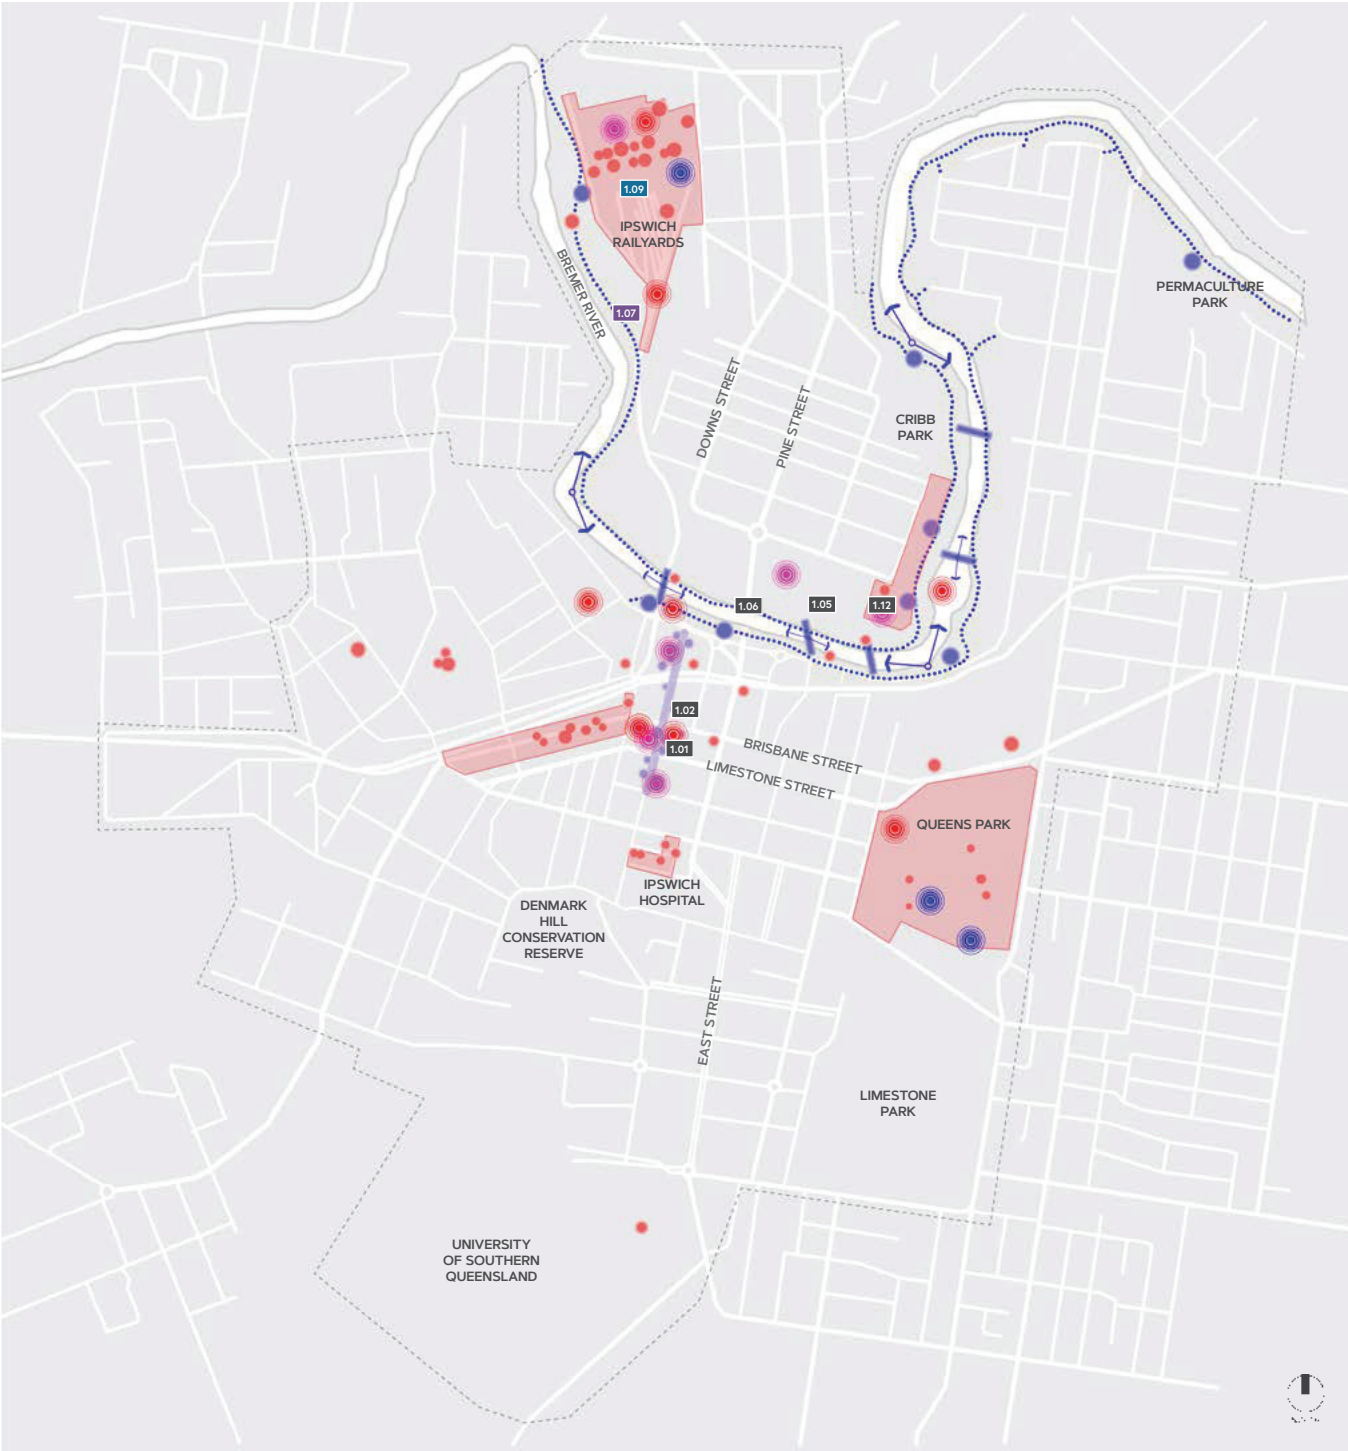 1.09
IPSWICH
RAILYARDS
BREMER RIVER
1.07
PERMACULTURE
PARK
DOWNS STREET
PINE STREET
CRIBB
PARK
1.06
1.05
1.12
1.02
1.01
BRISBANE STREET
LIMESTONE STREET
QUEENS PARK
IPSWICH
HOSPITAL
DENMARK
HILL
CONSERVATION
RESERVE
EAST STREET
LIMESTONE
PARK
UNIVERSITY
OF SOUTHERN
QUEENSLAND